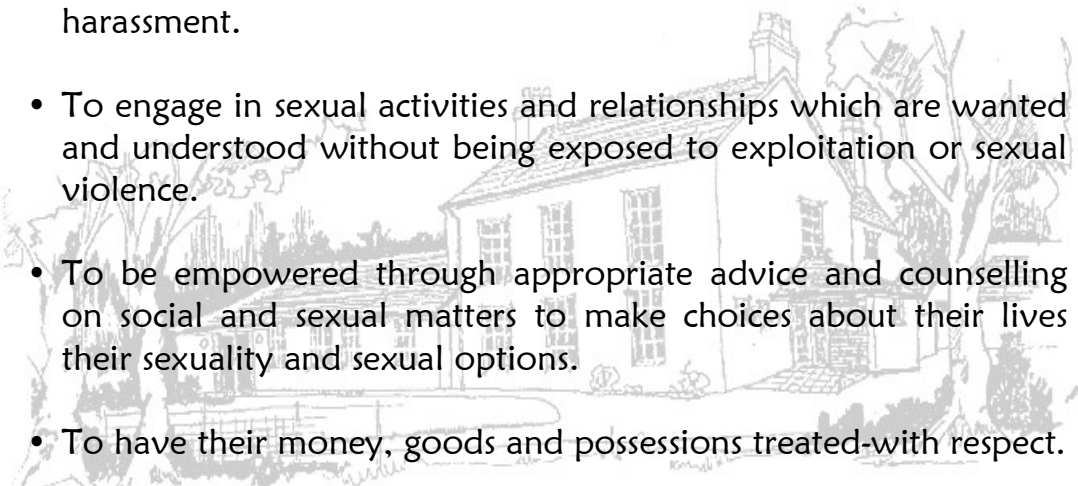 harassment.
• To engage in sexual activities and relationships which are wanted
and understood without being exposed to exploitation or sexual
violence.
• To be empowered through appropriate advice and counselling
on social and sexual matters to make choices about their lives
their sexuality and sexual options.
• To have their money, goods and possessions treated-with respect.